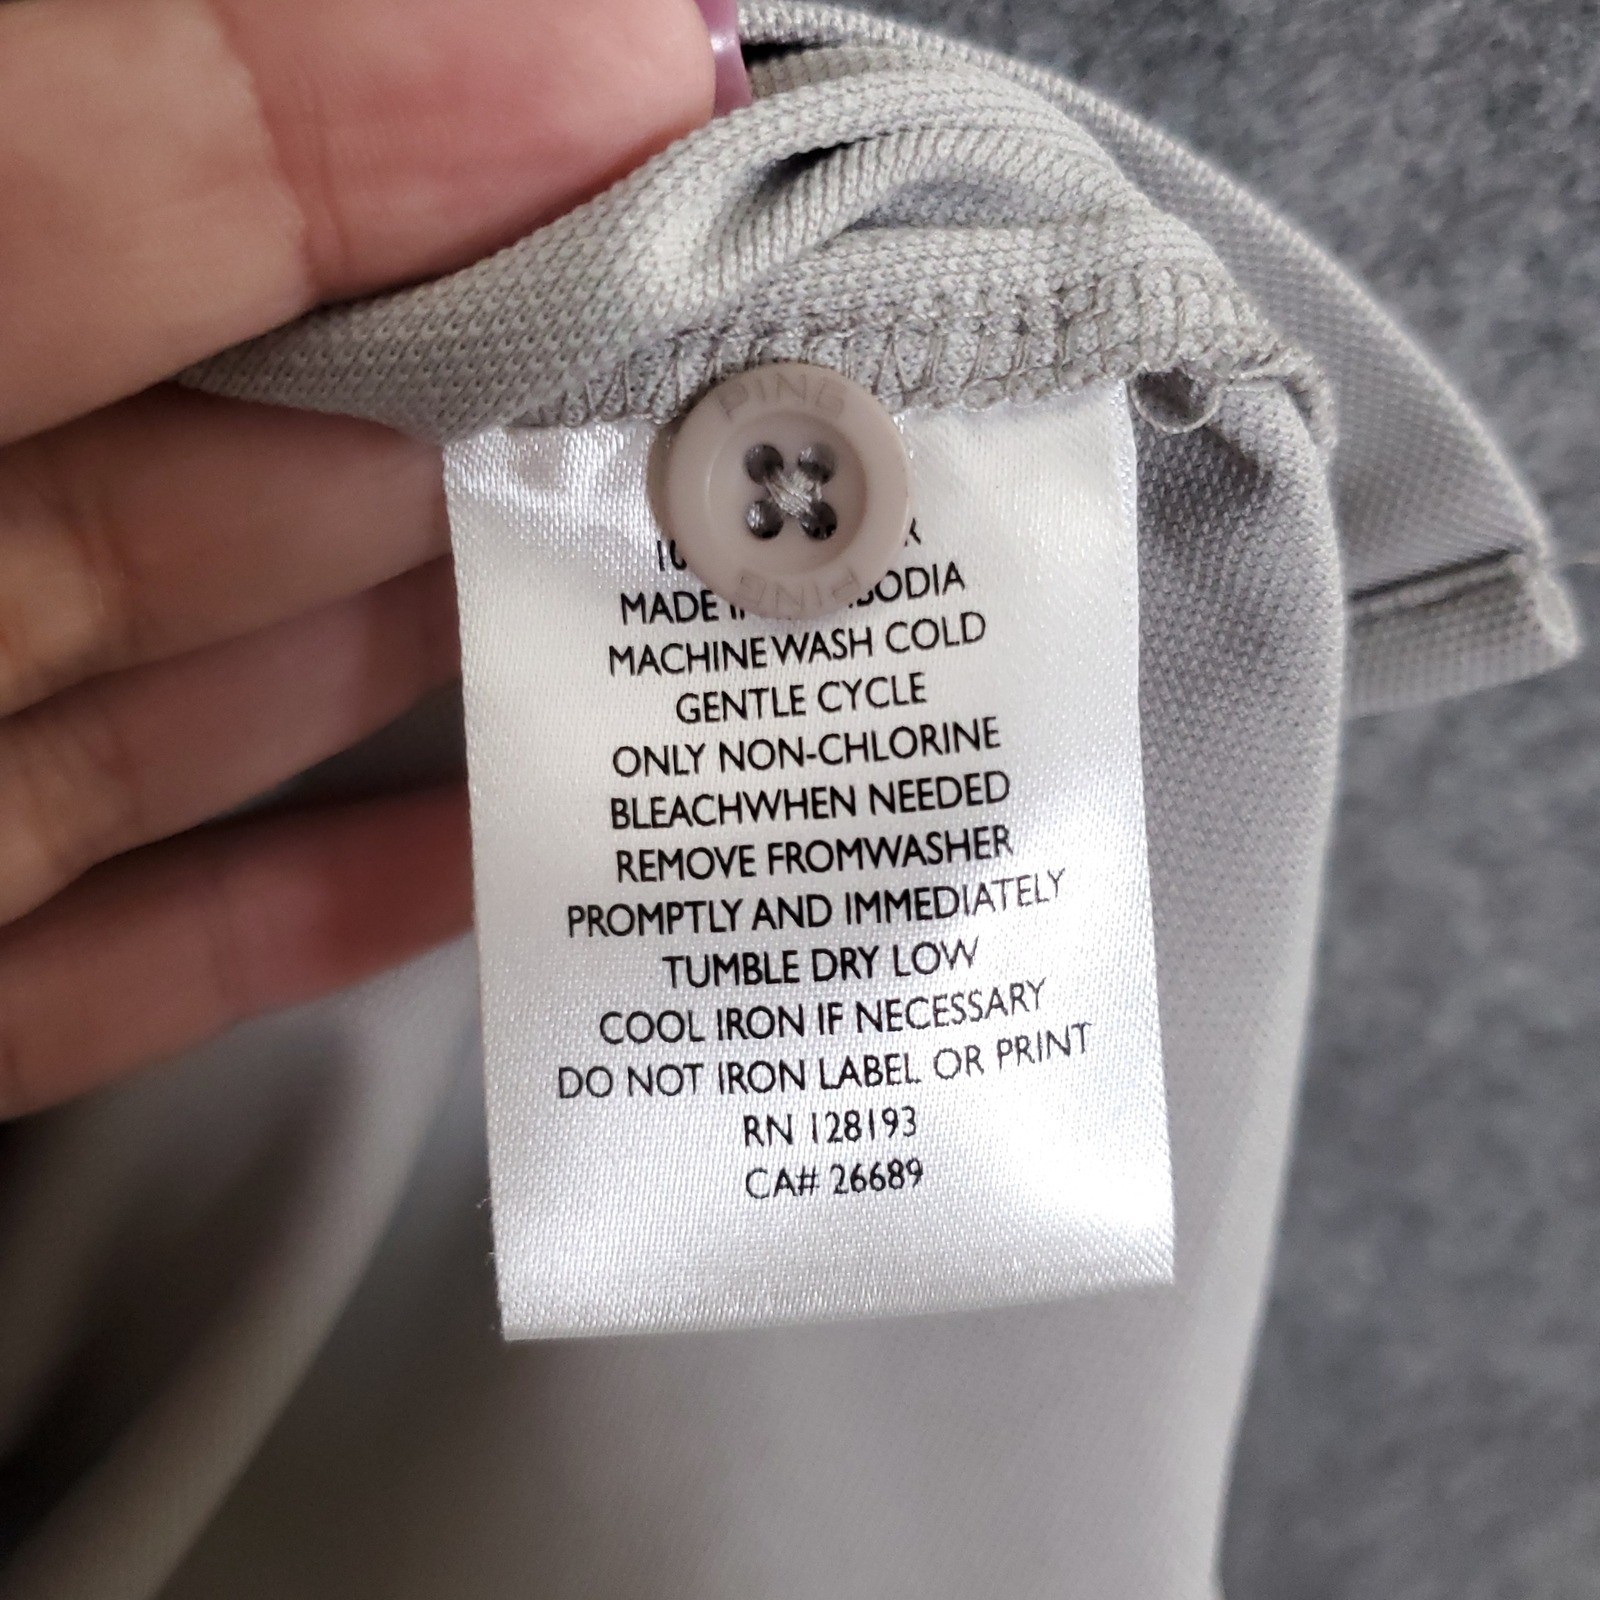 PING
PING
10
MADE
MACHINE WASH COLD
GENTLE CYCLE
ONLY NON-CHLORINE
BLEACHWHEN NEEDED
REMOVE FROMWASHER
PROMPTLY AND IMMEDIATELY
TUMBLE DRY LOW
COOL IRON IF NECESSARY
DO NOT IRON LABEL OR PRINT
RN 128193
CA# 26689